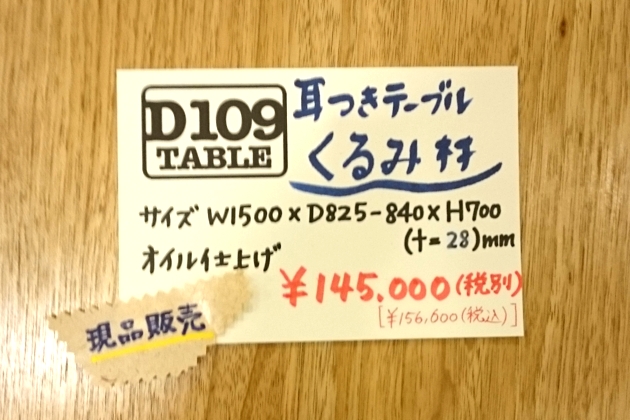 D109
TABLE
耳つきテーブル
くるみ材
サイズ W1500×D825-840×H700
(t=28)mm
オイル仕上げ
¥145.000(税別)
[¥156,600(税込)]
現品販売